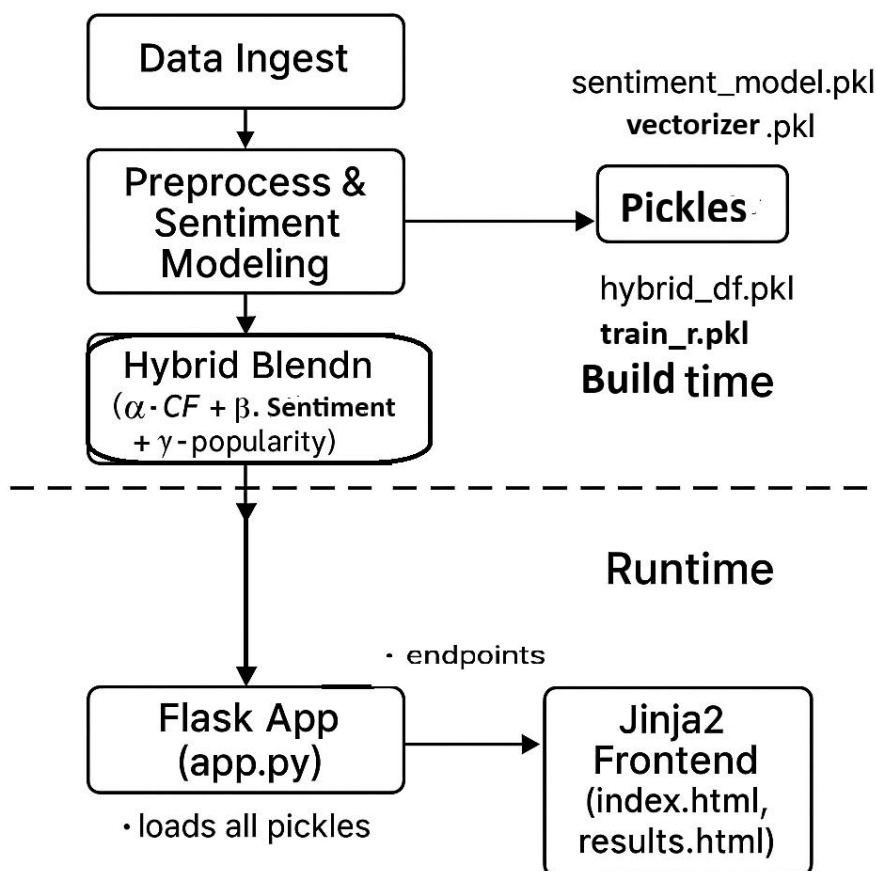 Data Ingest
sentiment_model.pkl
vectorizer .pkl
Preprocess &
Sentiment
Modeling
Pickles
hybrid_df.pkl
train_r.pkl
Build time
Hybrid Blendn
(α·CF + β. Sentiment
+ γ-popularity)
Runtime
· endpoints
Flask App
(app.py)
· loads all pickles
Jinja2
Frontend
(index.html,
results.html)